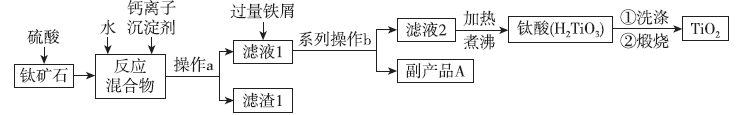 硫酸
钛矿石
水
钙离子
沉淀剂
反应
混合物
操作a
过量铁屑
滤液1
滤渣1
系列操作b
滤液2
副产品A
加热
煮沸
钛酸(H₂TiO₃)
①洗涤
②煅烧
TiO₂